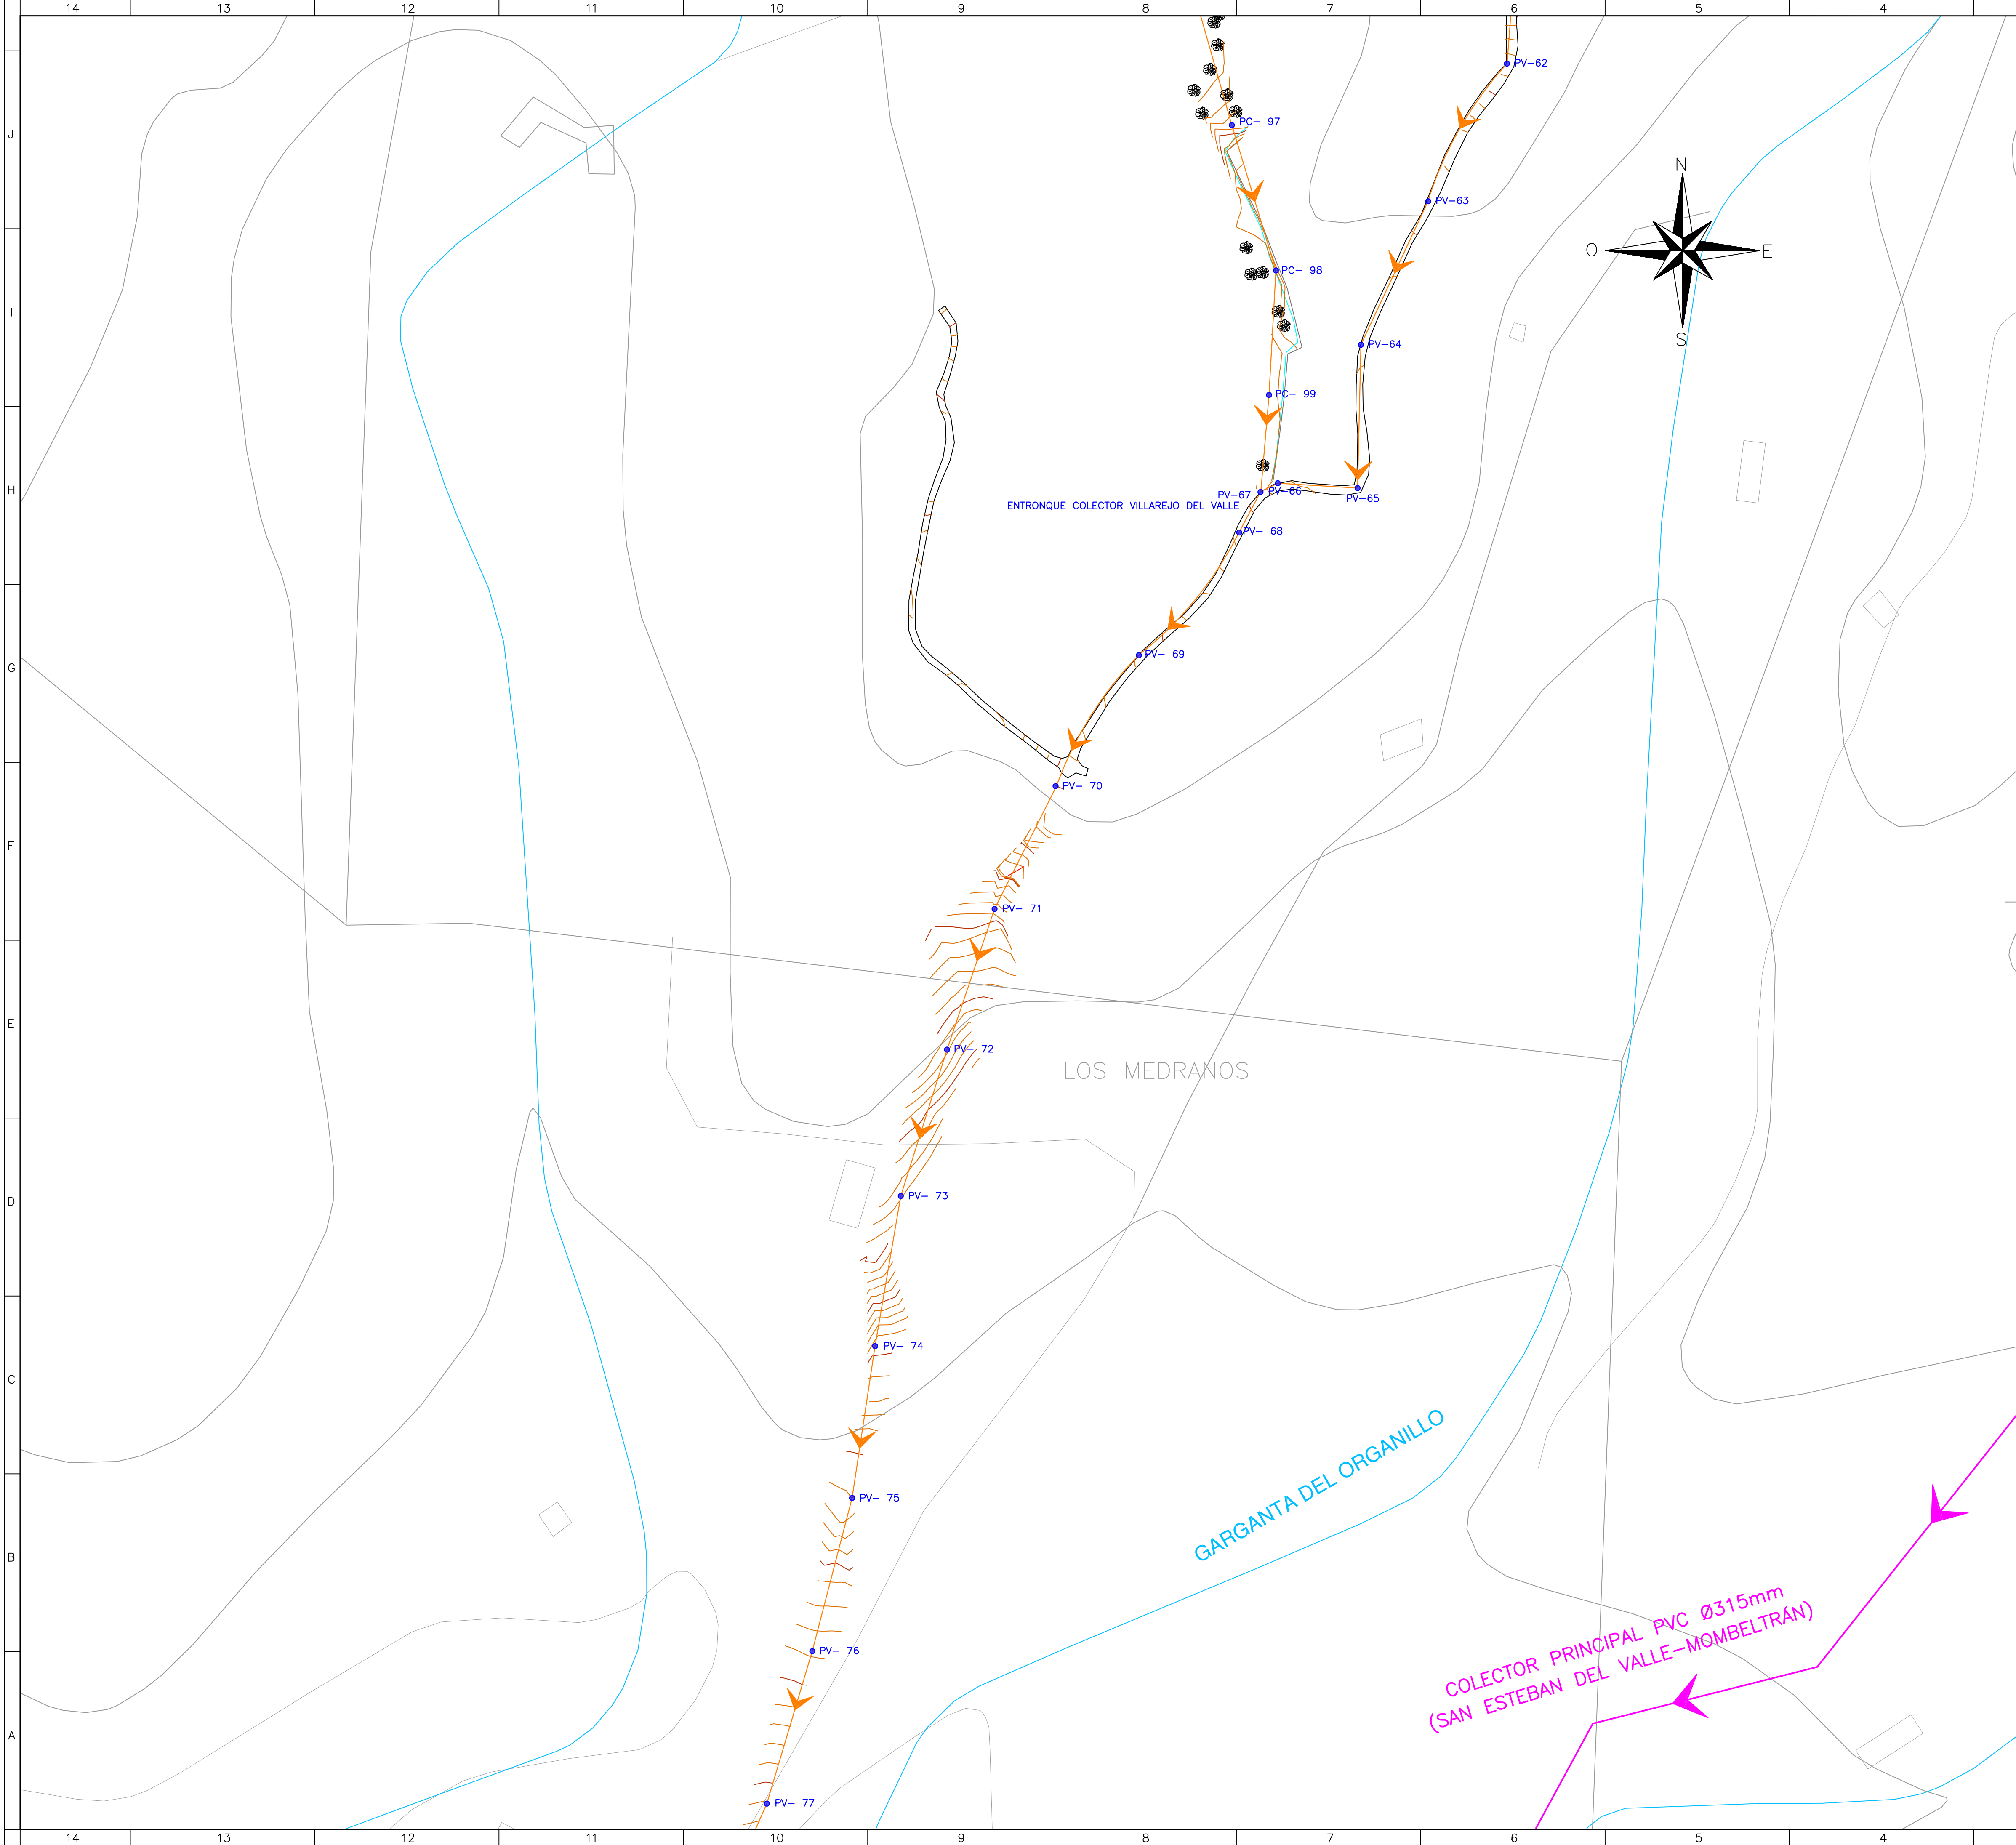 14 13 12 11 10 9 8 7 6 5 4
PV-62
PC- 97
J
N
PV-63
O
E
PC- 98
I
S
PV-64
PC- 99
H
PV-67
PV-66
PV-65
ENTRONQUE COLECTOR VILLAREJO DEL VALLE
PV- 68
PV- 69
G
PV- 70
F
PV- 71
E
PV- 72
LOS MEDRANOS
D
PV- 73
PV- 74
C
GARGANTA DEL ORGANILLO
PV- 75
B
COLECTOR PRINCIPAL PVC Ø315mm
(SAN ESTEBAN DEL VALLE-MOMBELTRÁN)
PV- 76
A
PV- 77
14 13 12 11 10 9 8 7 6 5 4